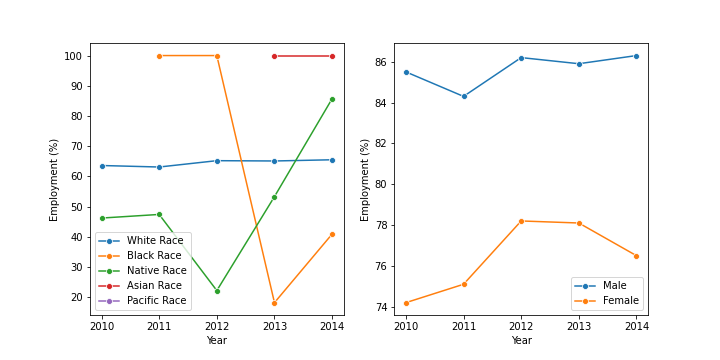 100
90
80
70
60
50
40
30
20
Employment (%)
White Race
Black Race
Native Race
Asian Race
Pacific Race
2010 2011 2012 2013 2014
Year
86
84
82
80
78
76
74
Employment (%)
Male
Female
2010 2011 2012 2013 2014
Year